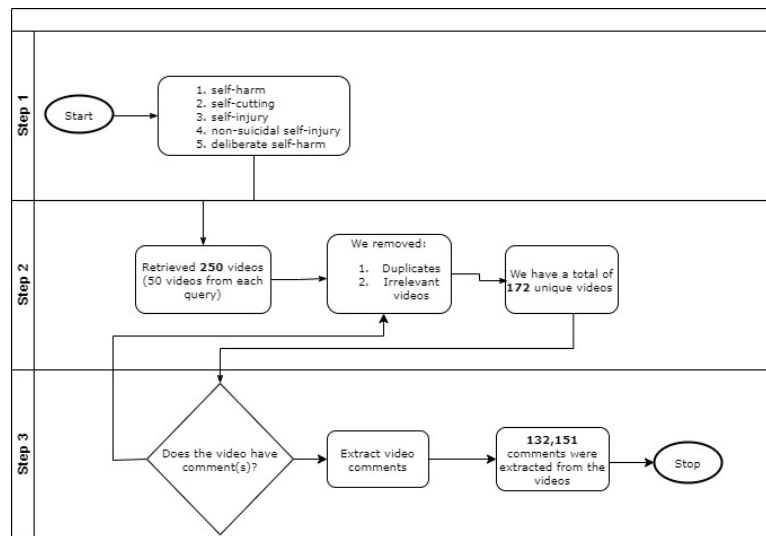 Step 1
Start
1. self-harm
2. self-cutting
3. self-injury
4. non-suicidal self-injury
5. deliberate self-harm
Step 2
Retrieved 250 videos
(50 videos from each
query)
We removed:
1. Duplicates
2. Irrelevant
videos
We have a total of
172 unique videos
Step 3
Does the video have
comment(s)?
Extract video
comments
132,151
comments were
extracted from the
videos
Stop